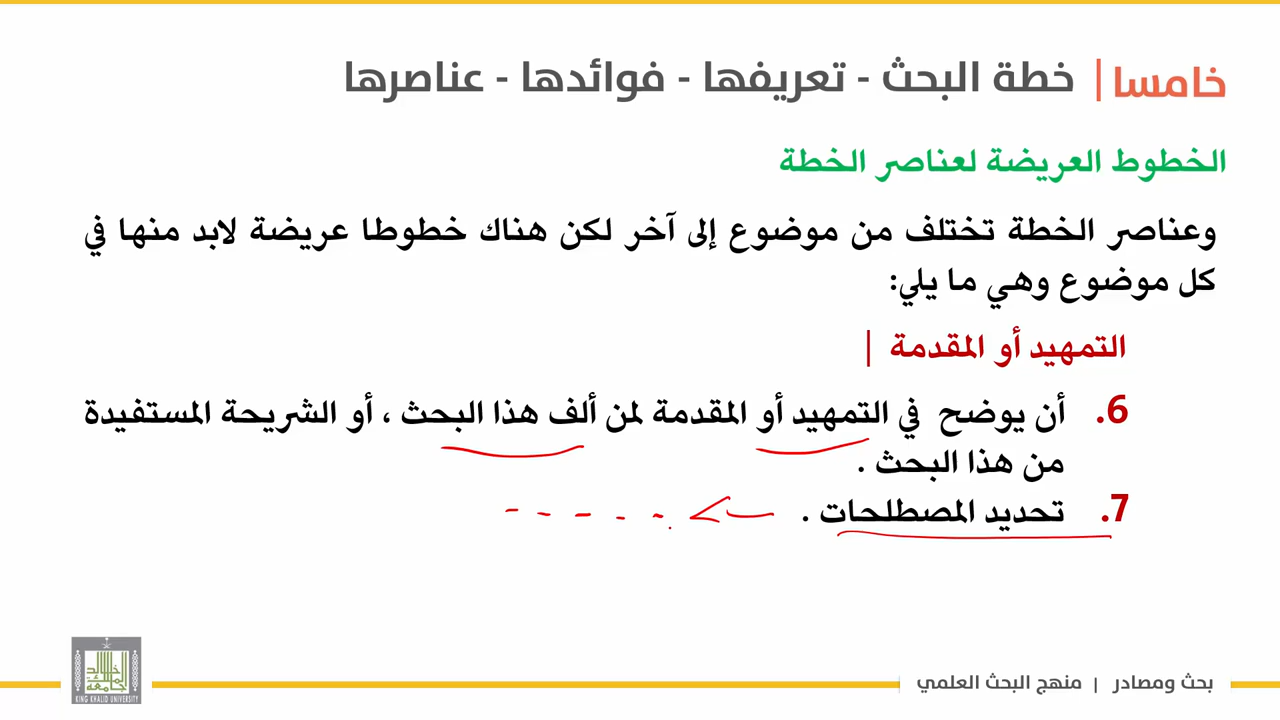 خامسا| خطة البحث - تعريفها - فوائدها - عناصرها
الخطوط العريضة لعناصر الخطة
وعناصر الخطة تختلف من موضوع إلى آخر لكن هناك خطوطا عريضة لابد منها في
كل موضوع وهي ما يلي:
التمهيد أو المقدمة |
6. أن يوضح في التمهيد أو المقدمة لمن ألف هذا البحث ، أو الشريحة المستفيدة
من هذا البحث .
7. تحديد المصطلحات .
KING KHALID UNIVERSITY
بحث ومصادر | منهج البحث العلمي